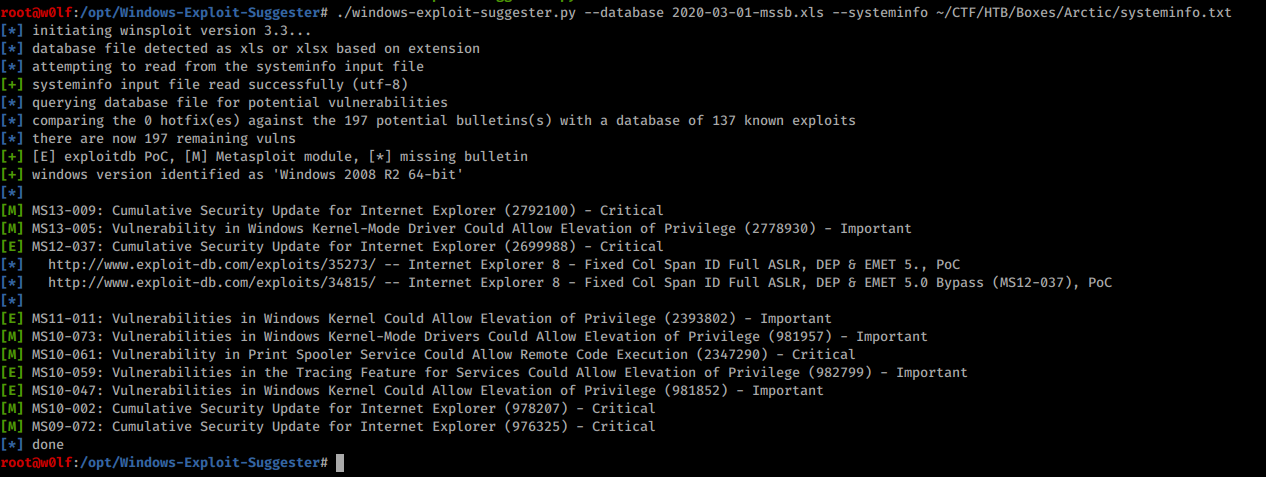 root@w0lf:/opt/Windows-Exploit-Suggester# ./windows-exploit-suggester.py --database 2020-03-01-mssb.xls --systeminfo ~/CTF/HTB/Boxes/Arctic/systeminfo.txt
[*] initiating winsploit version 3.3...
[*] database file detected as xls or xlsx based on extension
[*] attempting to read from the systeminfo input file
[+] systeminfo input file read successfully (utf-8)
[*] querying database file for potential vulnerabilities
[*] comparing the 0 hotfix(es) against the 197 potential bulletins(s) with a database of 137 known exploits
[*] there are now 197 remaining vulns
[+] [E] exploitdb PoC, [M] Metasploit module, [*] missing bulletin
[+] windows version identified as 'Windows 2008 R2 64-bit'
[*]
[M] MS13-009: Cumulative Security Update for Internet Explorer (2792100) - Critical
[M] MS13-005: Vulnerability in Windows Kernel-Mode Driver Could Allow Elevation of Privilege (2778930) - Important
[E] MS12-037: Cumulative Security Update for Internet Explorer (2699988) - Critical
[*]   http://www.exploit-db.com/exploits/35273/ -- Internet Explorer 8 - Fixed Col Span ID Full ASLR, DEP & EMET 5., PoC
[*]   http://www.exploit-db.com/exploits/34815/ -- Internet Explorer 8 - Fixed Col Span ID Full ASLR, DEP & EMET 5.0 Bypass (MS12-037), PoC
[*]
[E] MS11-011: Vulnerabilities in Windows Kernel Could Allow Elevation of Privilege (2393802) - Important
[M] MS10-073: Vulnerabilities in Windows Kernel-Mode Drivers Could Allow Elevation of Privilege (981957) - Important
[M] MS10-061: Vulnerability in Print Spooler Service Could Allow Remote Code Execution (2347290) - Critical
[E] MS10-059: Vulnerabilities in the Tracing Feature for Services Could Allow Elevation of Privilege (982799) - Important
[E] MS10-047: Vulnerabilities in Windows Kernel Could Allow Elevation of Privilege (981852) - Important
[M] MS10-002: Cumulative Security Update for Internet Explorer (978207) - Critical
[M] MS09-072: Cumulative Security Update for Internet Explorer (976325) - Critical
[*] done
root@w0lf:/opt/Windows-Exploit-Suggester#